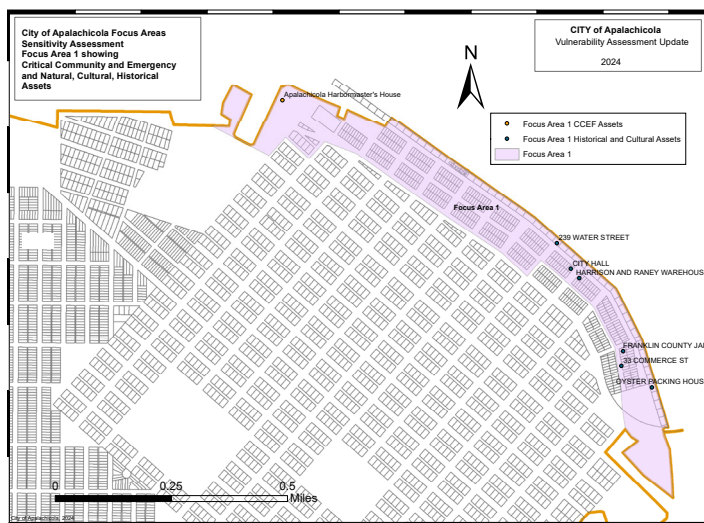 City of Apalachicola Focus Areas
Sensitivity Assessment
Focus Area 1 showing
Critical Community and Emergency
and Natural, Cultural, Historical
Assets
CITY of Apalachicola
Vulnerability Assessment Update
2024
N
Apalachicola Harbormaster's House
Focus Area 1 CCEF Assets
Focus Area 1 Historical and Cultural Assets
Focus Area 1
Focus Area 1
239 WATER STREET
CITY HALL
HARRISON AND RANEY WAREHOUS
FRANKLIN COUNTY JAI
33 COMMERCE ST
OYSTER PACKING HOUS
0 0.25 0.5
Miles
City of Apalachicola, 2024